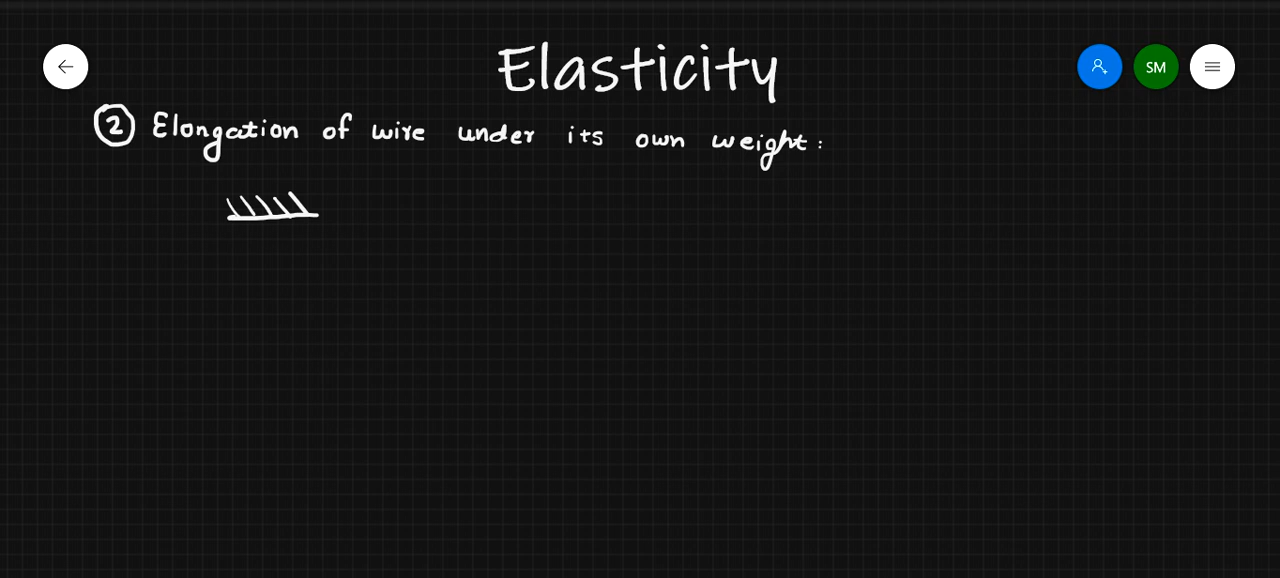 Elasticity
SM
② Elongation of wire under its own weight: